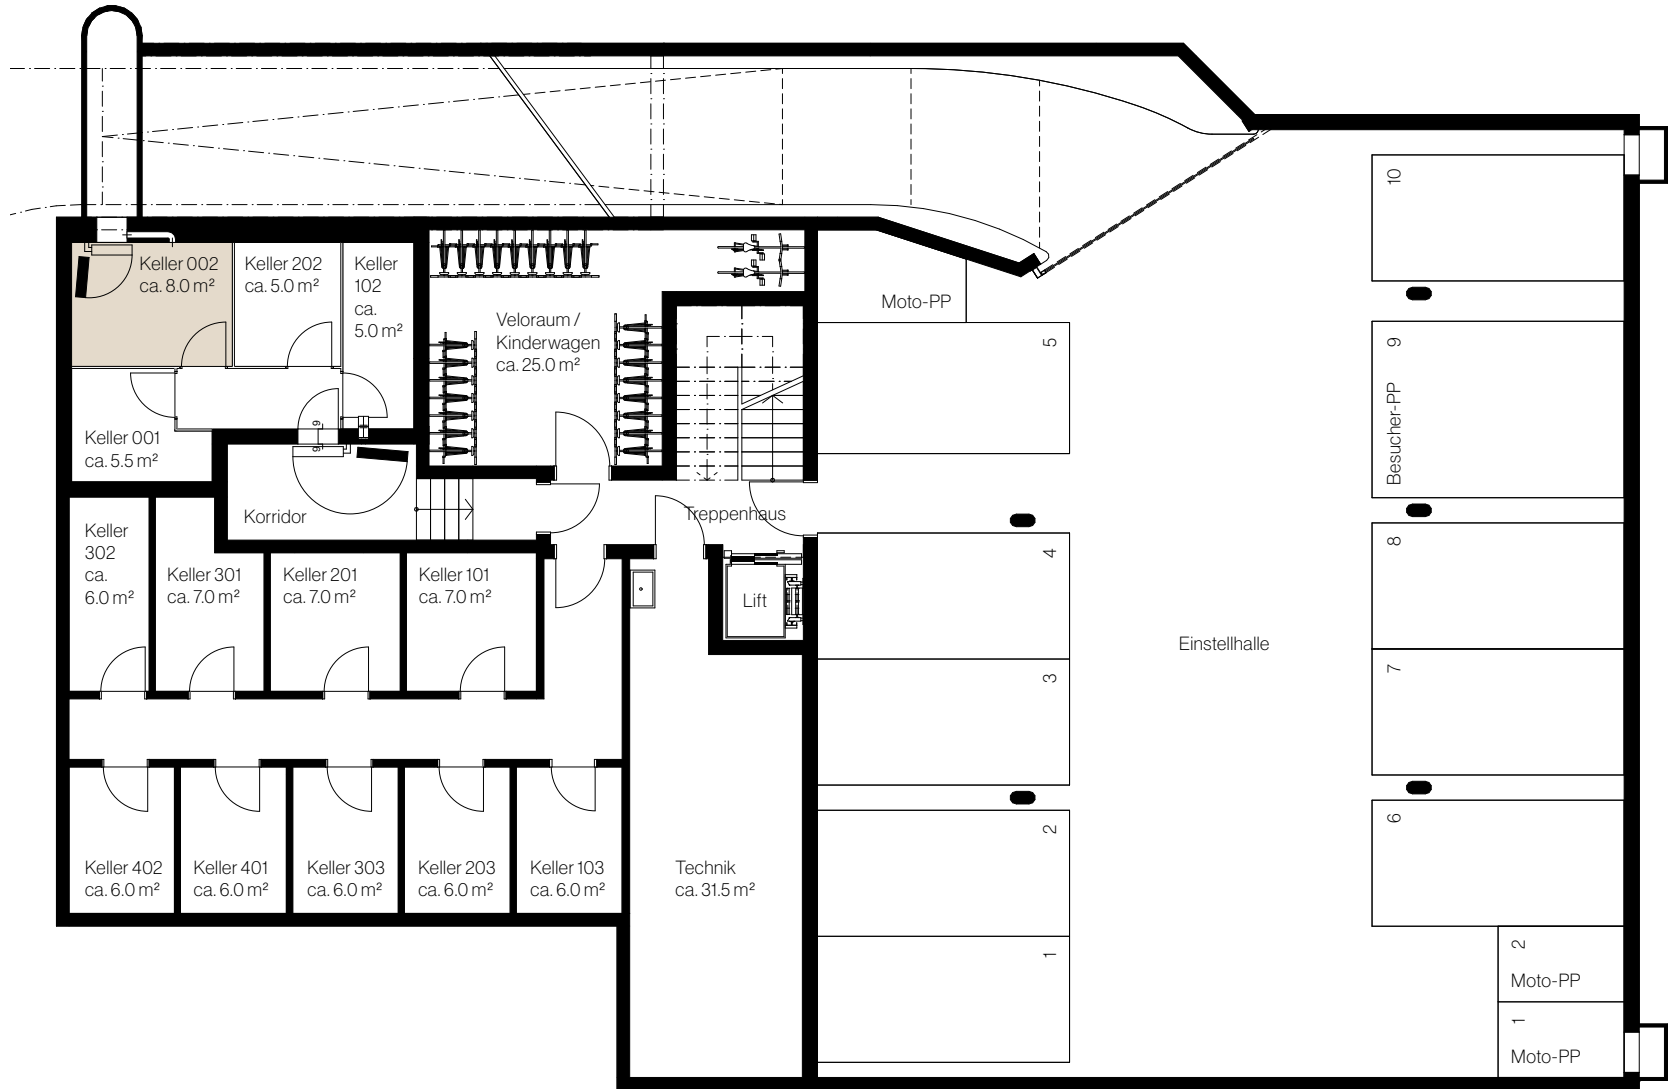 Keller 002
ca. 8.0 m²
Keller 202
ca. 5.0 m²
Keller
102
ca.
5.0 m²
Veloraum /
Kinderwagen
ca. 25.0 m²
Moto-PP
5
10
9
Besucher-PP
Keller 001
ca. 5.5 m²
9
9
Korridor
Treppenhaus
Keller
302
ca.
6.0 m²
Keller 301
ca. 7.0 m²
Keller 201
ca. 7.0 m²
Keller 101
ca. 7.0 m²
Lift
4
8
Einstellhalle
3
7
2
6
Keller 402
ca. 6.0 m²
Keller 401
ca. 6.0 m²
Keller 303
ca. 6.0 m²
Keller 203
ca. 6.0 m²
Keller 103
ca. 6.0 m²
Technik
ca. 31.5 m²
1
2
Moto-PP
1
Moto-PP